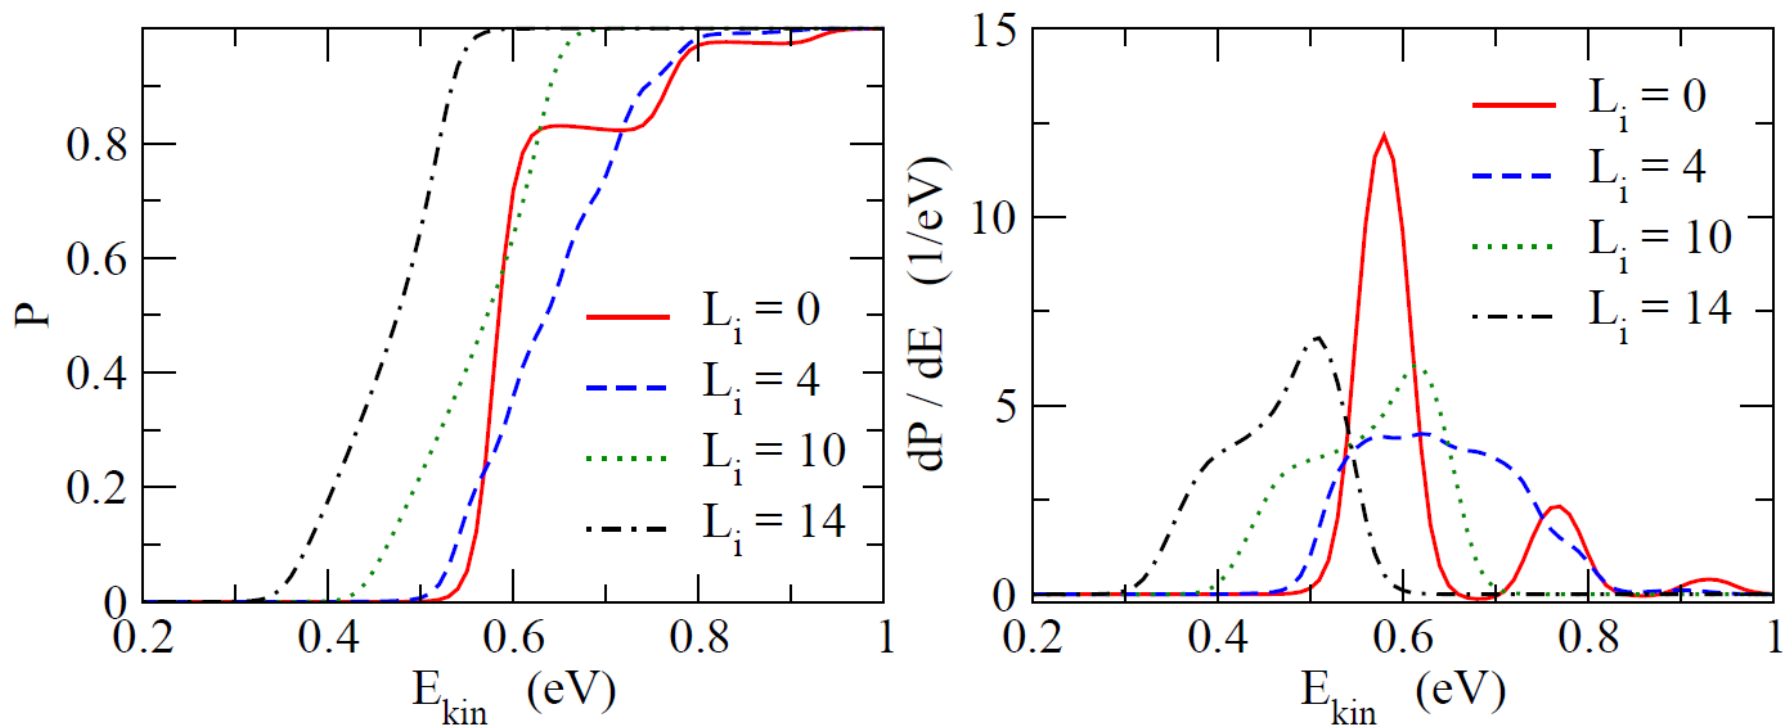 P
0.8
0.6
0.4
0.2
0
L_i = 0
L_i = 4
L_i = 10
L_i = 14
0.2 0.4 0.6 0.8 1
E_kin (eV)
dP / dE (1/eV)
15
10
5
0
L_i = 0
L_i = 4
L_i = 10
L_i = 14
0.2 0.4 0.6 0.8 1
E_kin (eV)